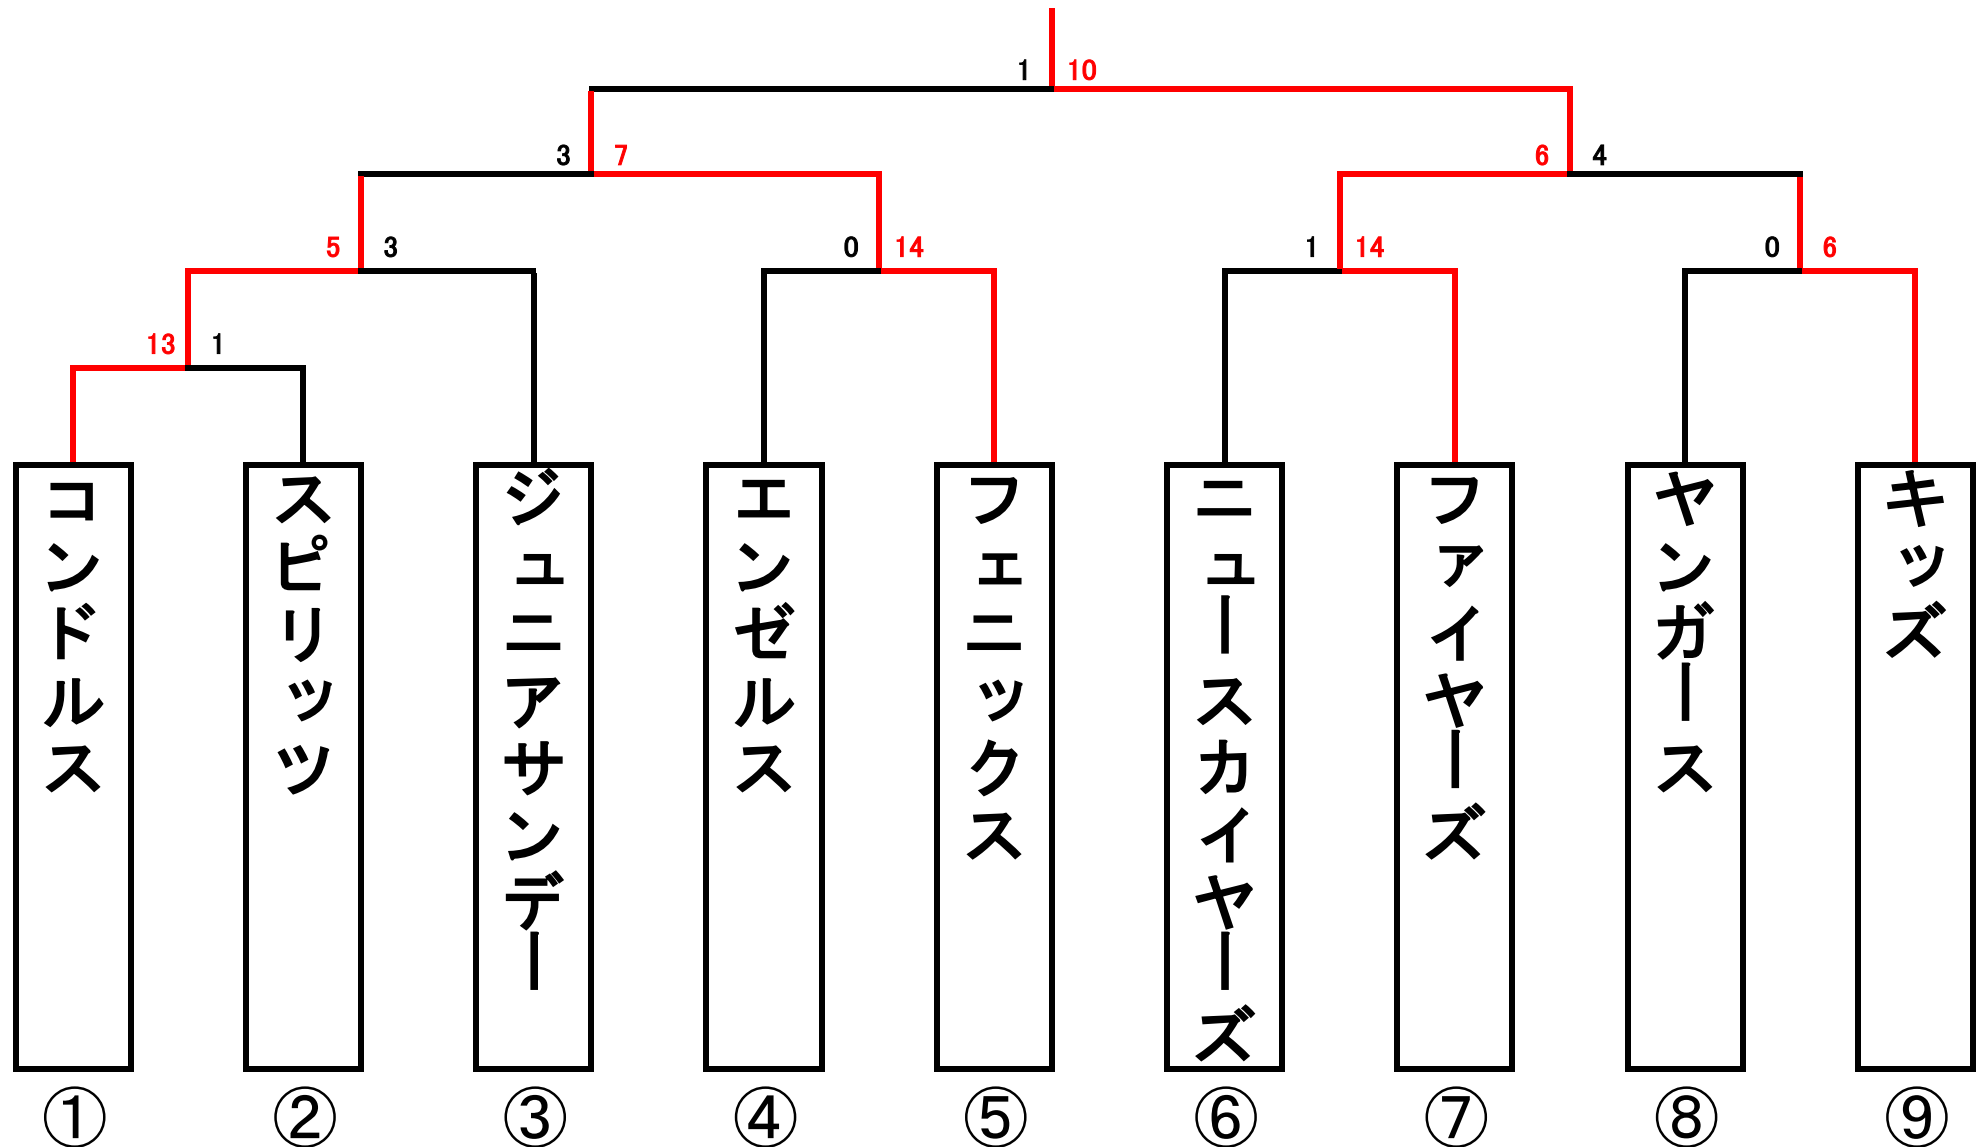 1 10
3 7
6 4
5 3
0 14
1 14
0 6
13 1
コンドルス
スピリッツ
ジュニアサンデー
エンゼルス
フェニックス
ニュースカイヤーズ
ファイヤーズ
ヤンガース
キッズ
① ② ③ ④ ⑤ ⑥ ⑦ ⑧ ⑨